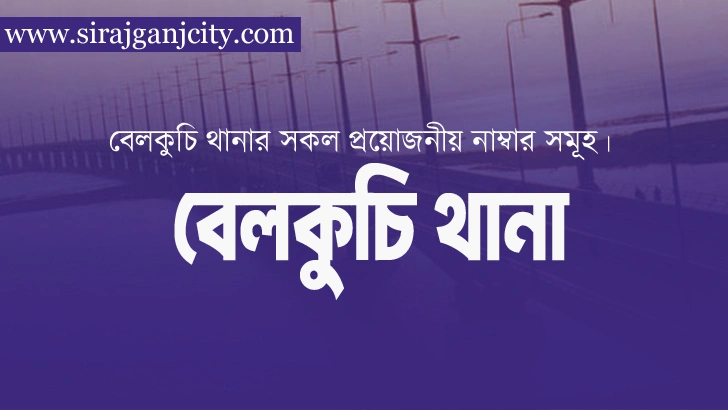 www.sirajganjcity.com
বেলকুচি থানার সকল প্রয়োজনীয় নাম্বার সমূহ।
বেলকুচি থানা